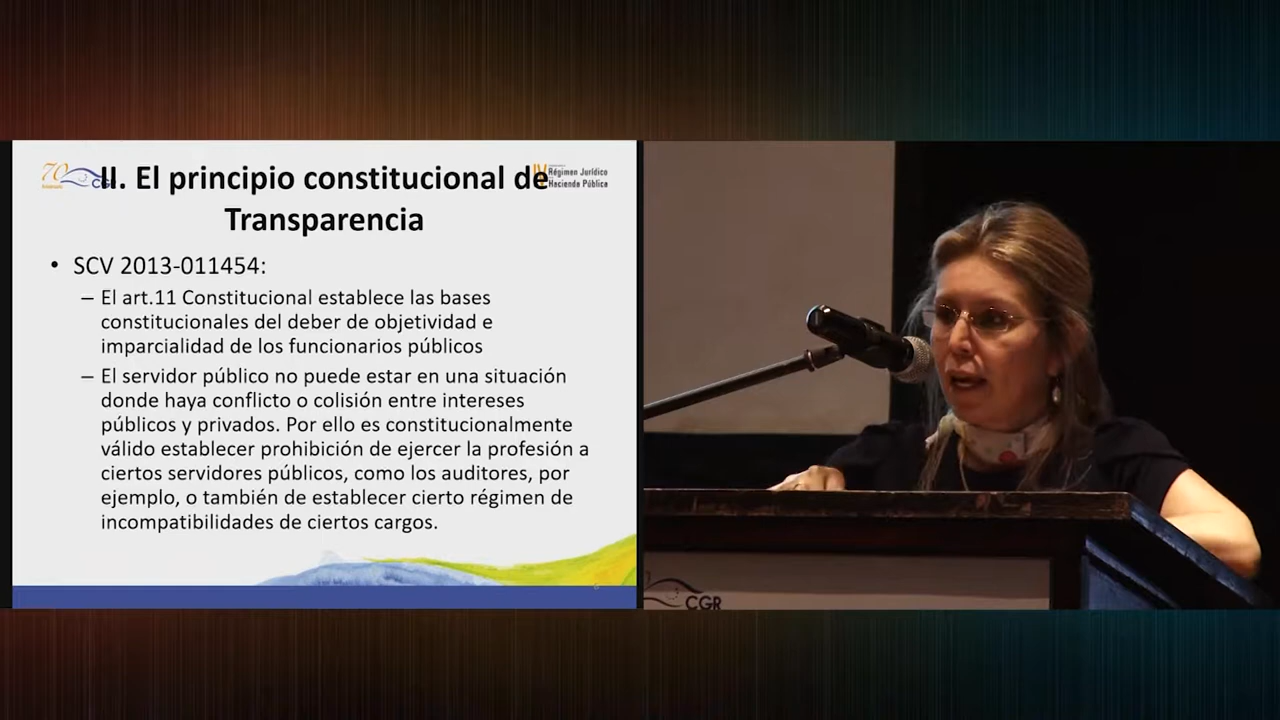 70
II. El principio constitucional de
Transparencia
IV
Régimen Jurídico
Hacienda Pública
• SCV 2013-011454:
– El art.11 Constitucional establece las bases
constitucionales del deber de objetividad e
imparcialidad de los funcionarios públicos
– El servidor público no puede estar en una situación
donde haya conflicto o colisión entre intereses
públicos y privados. Por ello es constitucionalmente
válido establecer prohibición de ejercer la profesión a
ciertos servidores públicos, como los auditores, por
ejemplo, o también de establecer cierto régimen de
incompatibilidades de ciertos cargos.
CGR